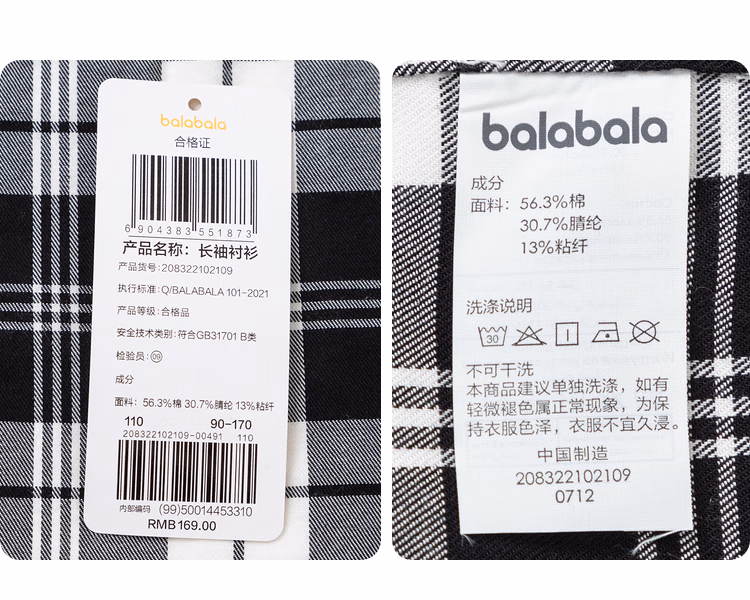 balabala
合格证
6 904383 551873
产品名称：长袖衬衫
产品货号：208322102109
执行标准：Q/BALABALA 101-2021
产品等级：合格品
安全技术类别：符合GB31701 B类
检验员：09
成分
面料：56.3%棉 30.7%腈纶 13%粘纤
110 90-170
208322102109-00491 110
内部编码 (99)50014453310
RMB169.00
balabala
成分
面料：56.3%棉
30.7%腈纶
13%粘纤
洗涤说明
30
不可干洗
本商品建议单独洗涤，如有
轻微褪色属正常现象，为保
持衣服色泽，衣服不宜久浸。
中国制造
208322102109
0712